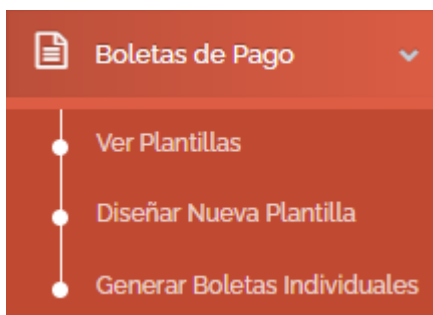 Boletas de Pago
Ver Plantillas
Diseñar Nueva Plantilla
Generar Boletas Individuales